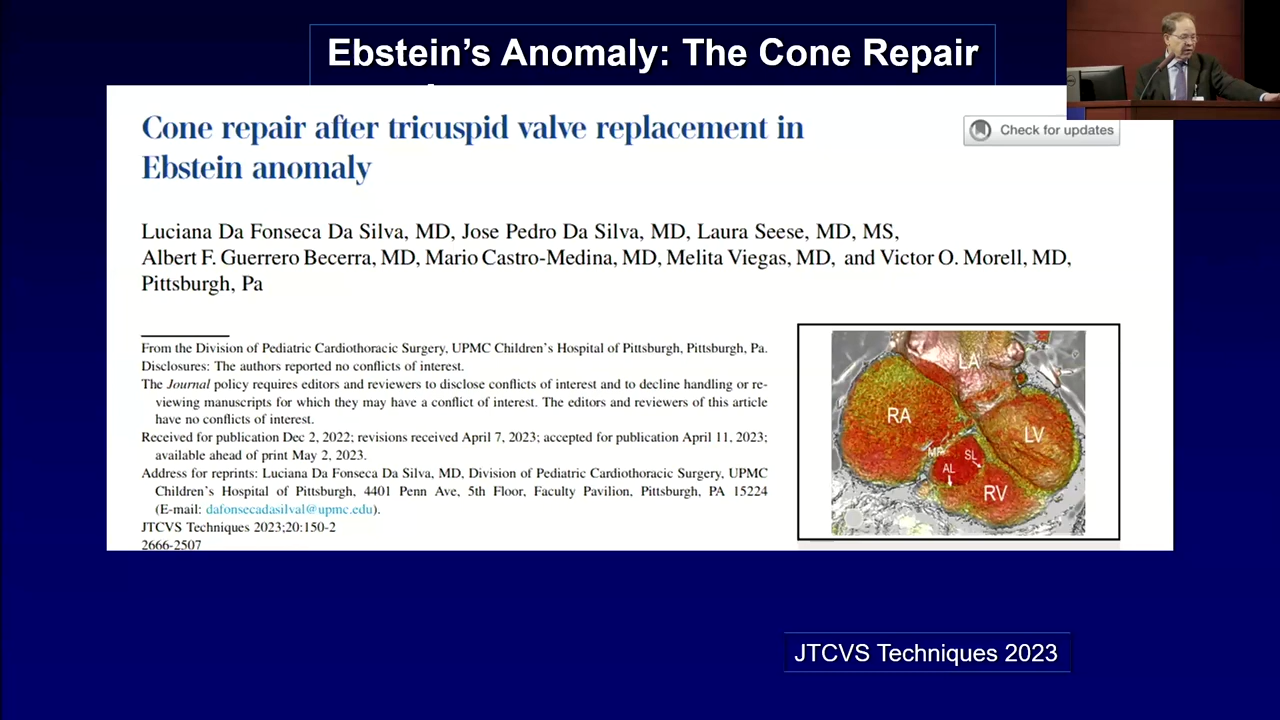 Ebstein's Anomaly: The Cone Repair
Cone repair after tricuspid valve replacement in
Ebstein anomaly
Check for updates
Luciana Da Fonseca Da Silva, MD, Jose Pedro Da Silva, MD, Laura Seese, MD, MS,
Albert F. Guerrero Becerra, MD, Mario Castro-Medina, MD, Melita Viegas, MD, and Victor O. Morell, MD,
Pittsburgh, Pa
From the Division of Pediatric Cardiothoracic Surgery, UPMC Children's Hospital of Pittsburgh, Pittsburgh, Pa.
Disclosures: The authors reported no conflicts of interest.
The Journal policy requires editors and reviewers to disclose conflicts of interest and to decline handling or re-
viewing manuscripts for which they may have a conflict of interest. The editors and reviewers of this article
have no conflicts of interest.
Received for publication Dec 2, 2022; revisions received April 7, 2023; accepted for publication April 11, 2023;
available ahead of print May 2, 2023.
Address for reprints: Luciana Da Fonseca Da Silva, MD, Division of Pediatric Cardiothoracic Surgery, UPMC
Children's Hospital of Pittsburgh, 4401 Penn Ave, 5th Floor, Faculty Pavilion, Pittsburgh, PA 15224
(E-mail: dafonsecadasilval@upmc.edu).
JTCVS Techniques 2023;20:150-2
2666-2507
LA
RA
LV
SL
AL
RV
JTCVS Techniques 2023